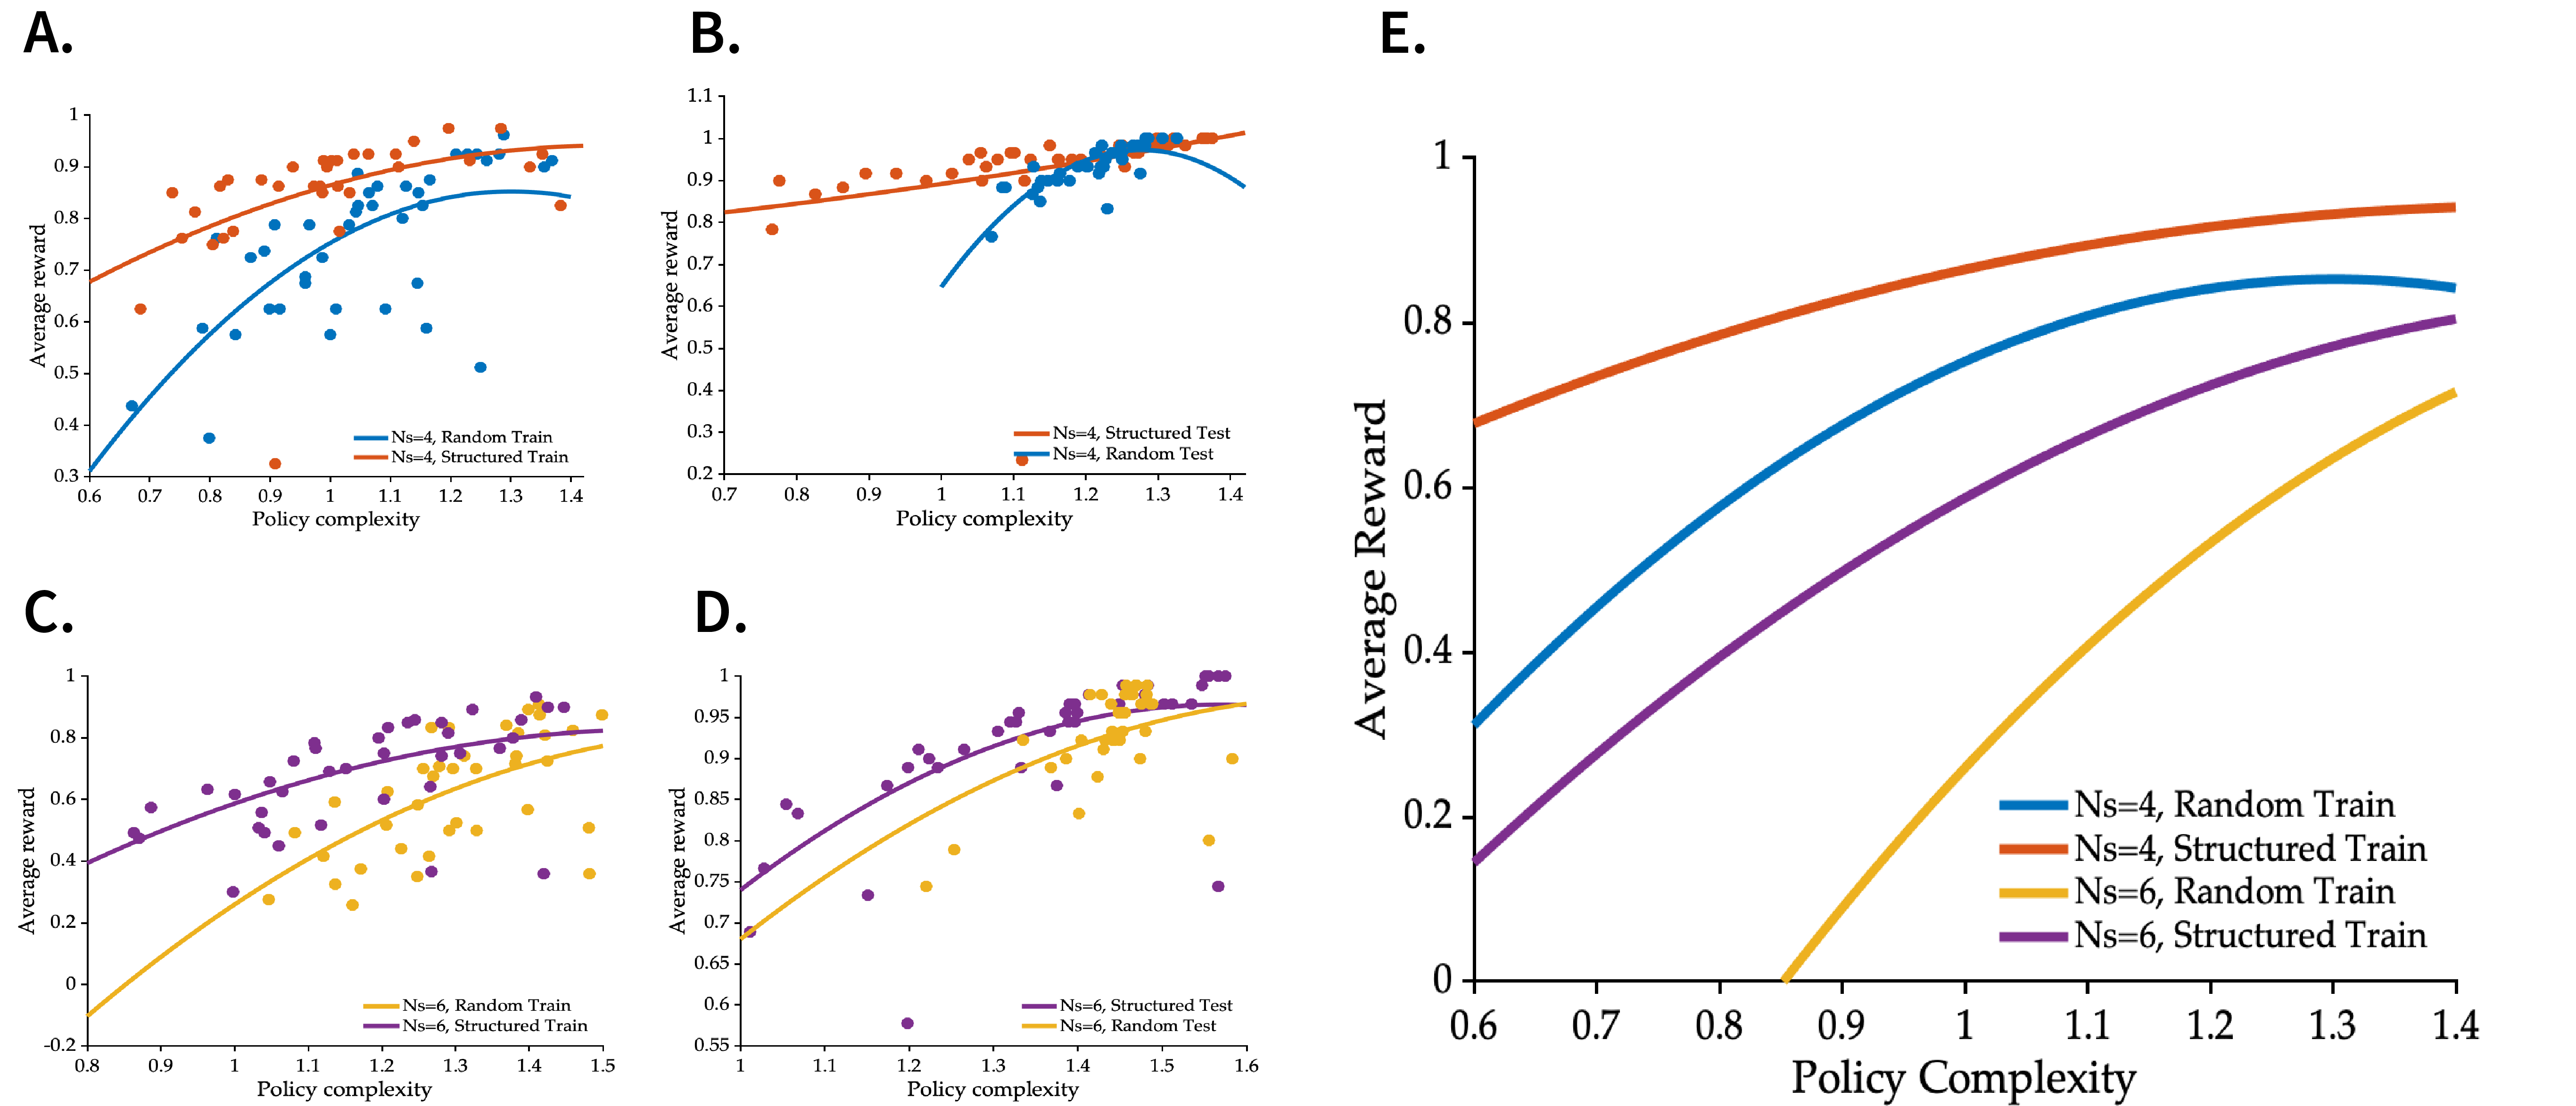 A.
1
0.9
0.8
0.7
0.6
0.5
0.4
0.3
Average reward
0.6 0.7 0.8 0.9 1 1.1 1.2 1.3 1.4
Policy complexity
Ns=4, Random Train
Ns=4, Structured Train
B.
1.1
1
0.9
0.8
0.7
0.6
0.5
0.4
0.3
0.2
Average reward
0.7 0.8 0.9 1 1.1 1.2 1.3 1.4
Policy complexity
Ns=4, Structured Test
Ns=4, Random Test
C.
1
0.8
0.6
0.4
0.2
0
-0.2
Average reward
0.8 0.9 1 1.1 1.2 1.3 1.4 1.5
Policy complexity
Ns=6, Random Train
Ns=6, Structured Train
D.
1
0.95
0.9
0.85
0.8
0.75
0.7
0.65
0.6
0.55
Average reward
1 1.1 1.2 1.3 1.4 1.5 1.6
Policy complexity
Ns=6, Structured Test
Ns=6, Random Test
E.
1
0.8
0.6
0.4
0.2
0
Average Reward
0.6 0.7 0.8 0.9 1 1.1 1.2 1.3 1.4
Policy Complexity
Ns=4, Random Train
Ns=4, Structured Train
Ns=6, Random Train
Ns=6, Structured Train